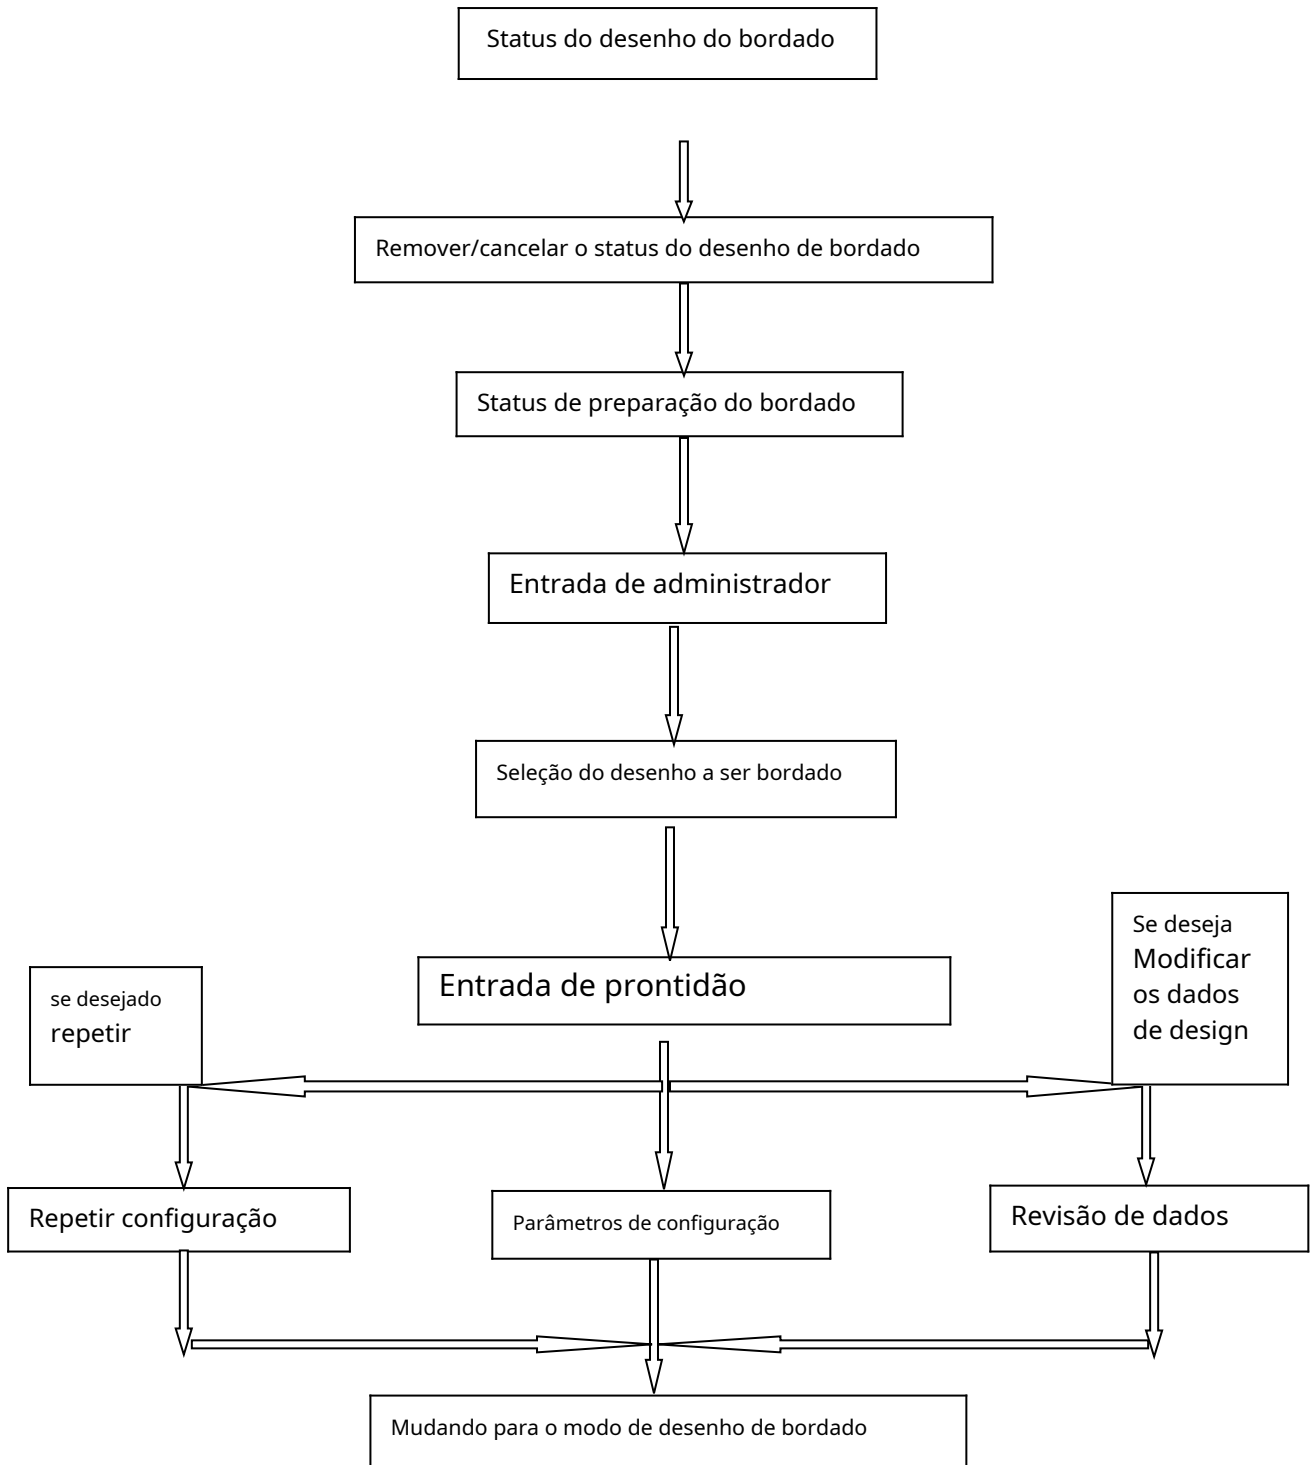 Status do desenho do bordado
Remover/cancelar o status do desenho de bordado
Status de preparação do bordado
Entrada de administrador
Seleção do desenho a ser bordado
Entrada de prontidão
se desejado
repetir
Se deseja
Modificar
os dados
de design
Repetir configuração
Parâmetros de configuração
Revisão de dados
Mudando para o modo de desenho de bordado